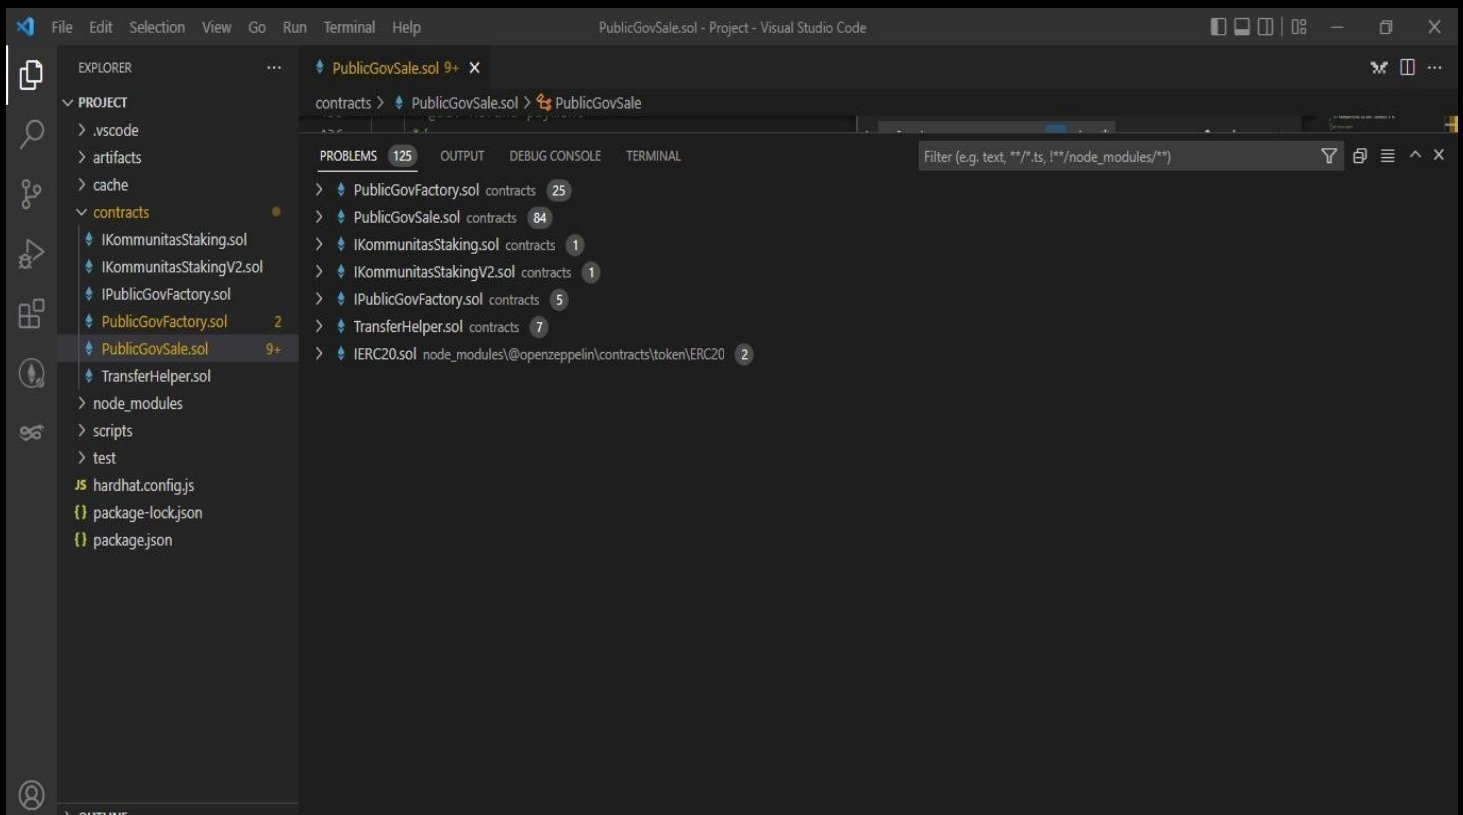 File Edit Selection View Go Run Terminal Help PublicGovSale.sol - Project - Visual Studio Code
EXPLORER ···
PROJECT
.vscode
artifacts
cache
contracts
IKommunitasStaking.sol
IKommunitasStakingV2.sol
IPublicGovFactory.sol
PublicGovFactory.sol 2
PublicGovSale.sol 9+
TransferHelper.sol
node_modules
scripts
test
JS hardhat.config.js
{} package-lock.json
{} package.json
OUTLINE
PublicGovSale.sol 9+
contracts > PublicGovSale.sol > PublicGovSale
PROBLEMS 125 OUTPUT DEBUG CONSOLE TERMINAL Filter (e.g. text, **/*.ts, !**/node_modules/**)
PublicGovFactory.sol contracts 25
PublicGovSale.sol contracts 84
IKommunitasStaking.sol contracts 1
IKommunitasStakingV2.sol contracts 1
IPublicGovFactory.sol contracts 5
TransferHelper.sol contracts 7
IERC20.sol node_modules\@openzeppelin\contracts\token\ERC20 2